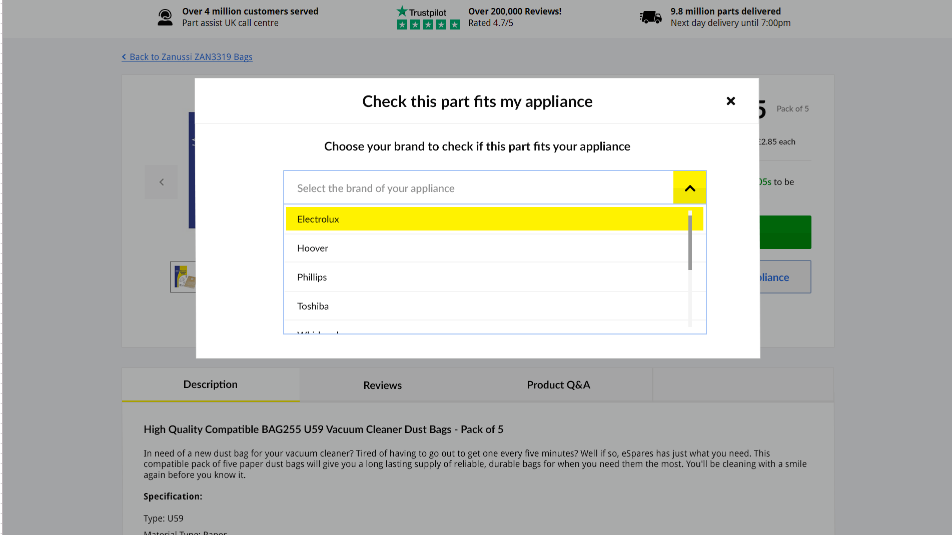 Over 4 million customers served
Part assist UK call centre
Trustpilot
Over 200,000 Reviews!
Rated 4.7/5
9.8 million parts delivered
Next day delivery until 7:00pm
Back to Zanussi ZAN3319 Bags
Check this part fits my appliance
5 Pack of 5
Choose your brand to check if this part fits your appliance
£2.85 each
Select the brand of your appliance
05s to be
Electrolux
Hoover
Phillips
Toshiba
Description
Reviews
Product Q&A
High Quality Compatible BAG255 U59 Vacuum Cleaner Dust Bags - Pack of 5
In need of a new dust bag for your vacuum cleaner? Tired of having to go out to get one every five minutes? Well if so, eSpares has just what you need. This
compatible pack of five paper dust bags will give you a long lasting supply of reliable, durable bags for when you need them the most. You'll be cleaning with a smile
again before you know it.
Specification:
Type: U59
Material Type: Paper